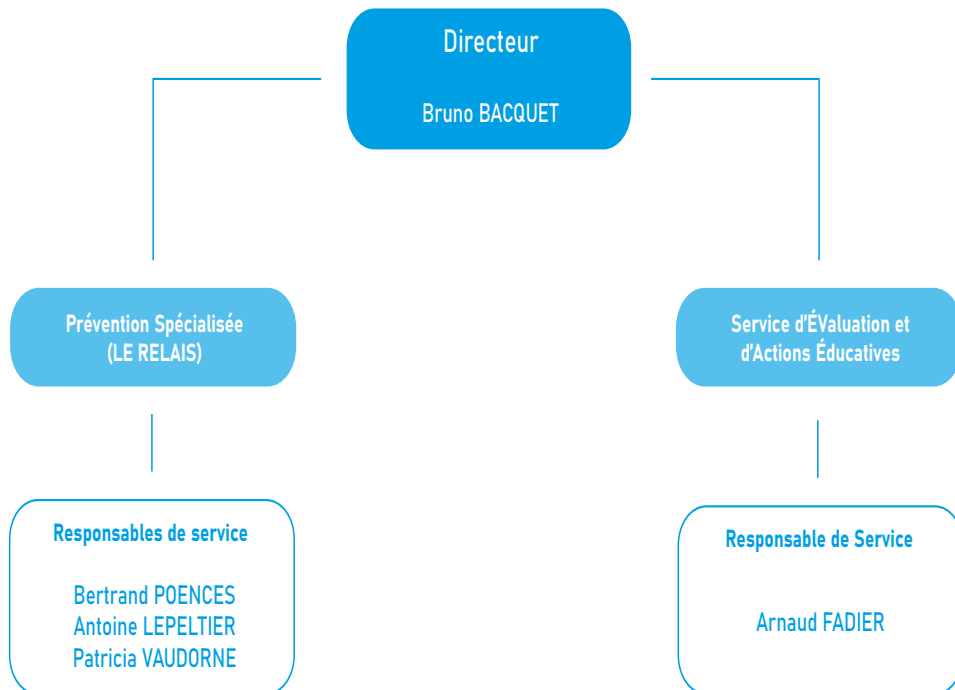 Directeur
Bruno BACQUET
Prévention Spécialisée
(LE RELAIS)
Service d'ÉValuation et
d'Actions Éducatives
Responsables de service
Bertrand POENCES
Antoine LEPELTIER
Patricia VAUDORNE
Responsable de Service
Arnaud FADIER